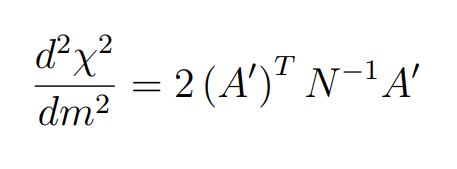 d²χ²/dm² = 2 (A′)ᵀ N⁻¹ A′